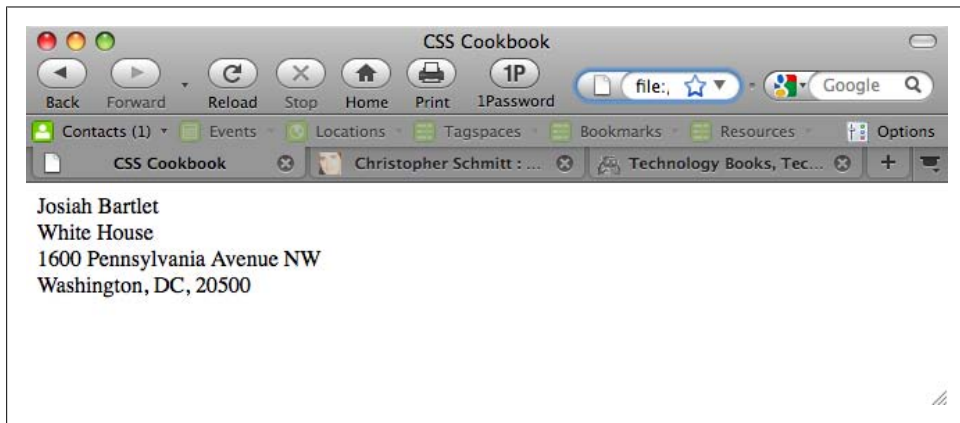 CSS Cookbook
1P
file:,
Google
Back Forward Reload Stop Home Print 1Password
Contacts (1) Events Locations Tagspaces Bookmarks Resources Options
CSS Cookbook Christopher Schmitt : ... Technology Books, Tec...
Josiah Bartlet
White House
1600 Pennsylvania Avenue NW
Washington, DC, 20500